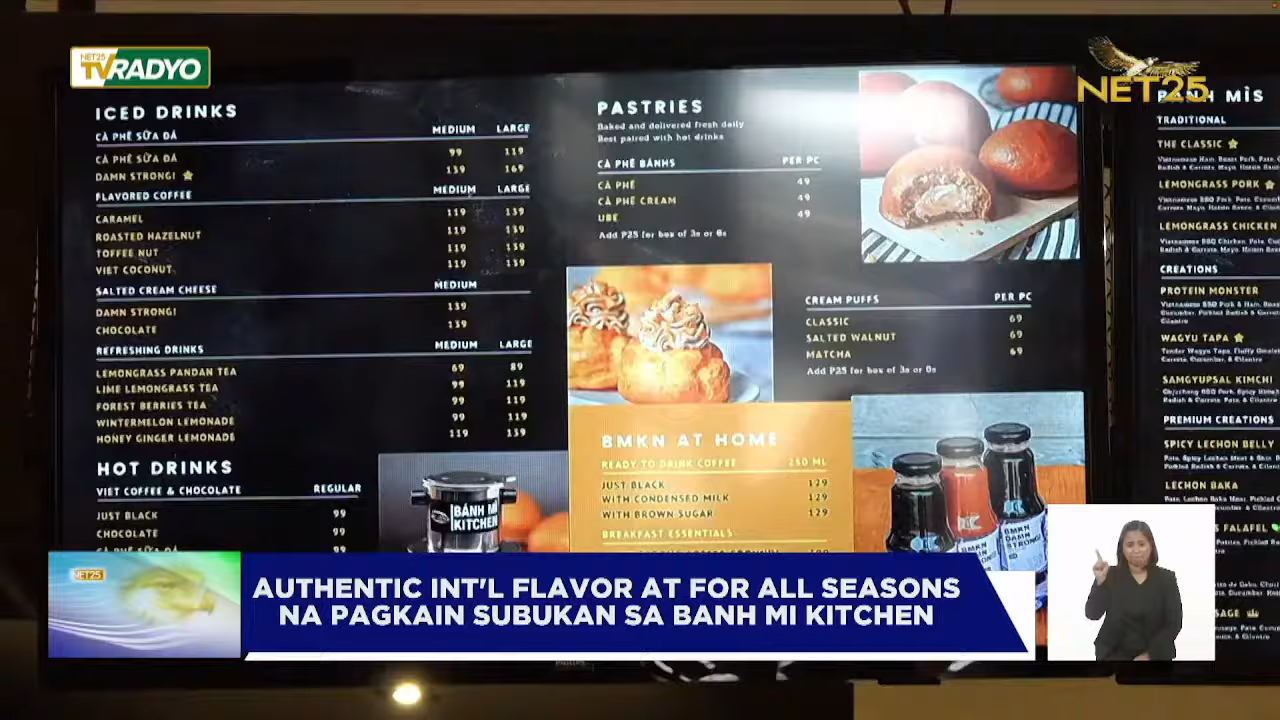 NET25
TV RADYO
NET25
ICED DRINKS
CÀ PHÊ SỮA ĐÁ MEDIUM LARGE
CÀ PHÊ SỮA ĐÁ 99 119
DAMN STRONG! 139 169
FLAVORED COFFEE MEDIUM LARGE
CARAMEL 119 139
ROASTED HAZELNUT 119 139
TOFFEE NUT 119 139
VIET COCONUT 119 139
SALTED CREAM CHEESE MEDIUM
DAMN STRONG! 139
CHOCOLATE 139
REFRESHING DRINKS MEDIUM LARGE
LEMONGRASS PANDAN TEA 69 89
LIME LEMONGRASS TEA 99 119
FOREST BERRIES TEA 99 119
WINTERMELON LEMONADE 99 119
HONEY GINGER LEMONADE 119 139
HOT DRINKS
VIET COFFEE & CHOCOLATE REGULAR
JUST BLACK 99
CHOCOLATE 99
PASTRIES
Baked and delivered fresh daily
Best paired with hot drinks
CÀ PHÊ BÁNHS PER PC
CÀ PHÊ 49
CÀ PHÊ CREAM 49
UBE 49
Add ₱25 for box of 3s or 6s
CREAM PUFFS PER PC
CLASSIC 69
SALTED WALNUT 69
MATCHA 69
Add ₱25 for box of 3s or 6s
BÁNH MÌ
KITCHEN
BMKN AT HOME
READY TO DRINK COFFEE 250 ML
JUST BLACK 129
WITH CONDENSED MILK 129
WITH BROWN SUGAR 129
BREAKFAST ESSENTIALS
BMKN
DAMN
STRONG!
BÁNH MÌS
TRADITIONAL
THE CLASSIC
LEMONGRASS PORK
LEMONGRASS CHICKEN
CREATIONS
PROTEIN MONSTER
WAGYU TAPA
SAMGYUPSAL KIMCHI
PREMIUM CREATIONS
SPICY LECHON BELLY
LECHON BAKA
FALAFEL
NET25
AUTHENTIC INT'L FLAVOR AT FOR ALL SEASONS
NA PAGKAIN SUBUKAN SA BANH MI KITCHEN